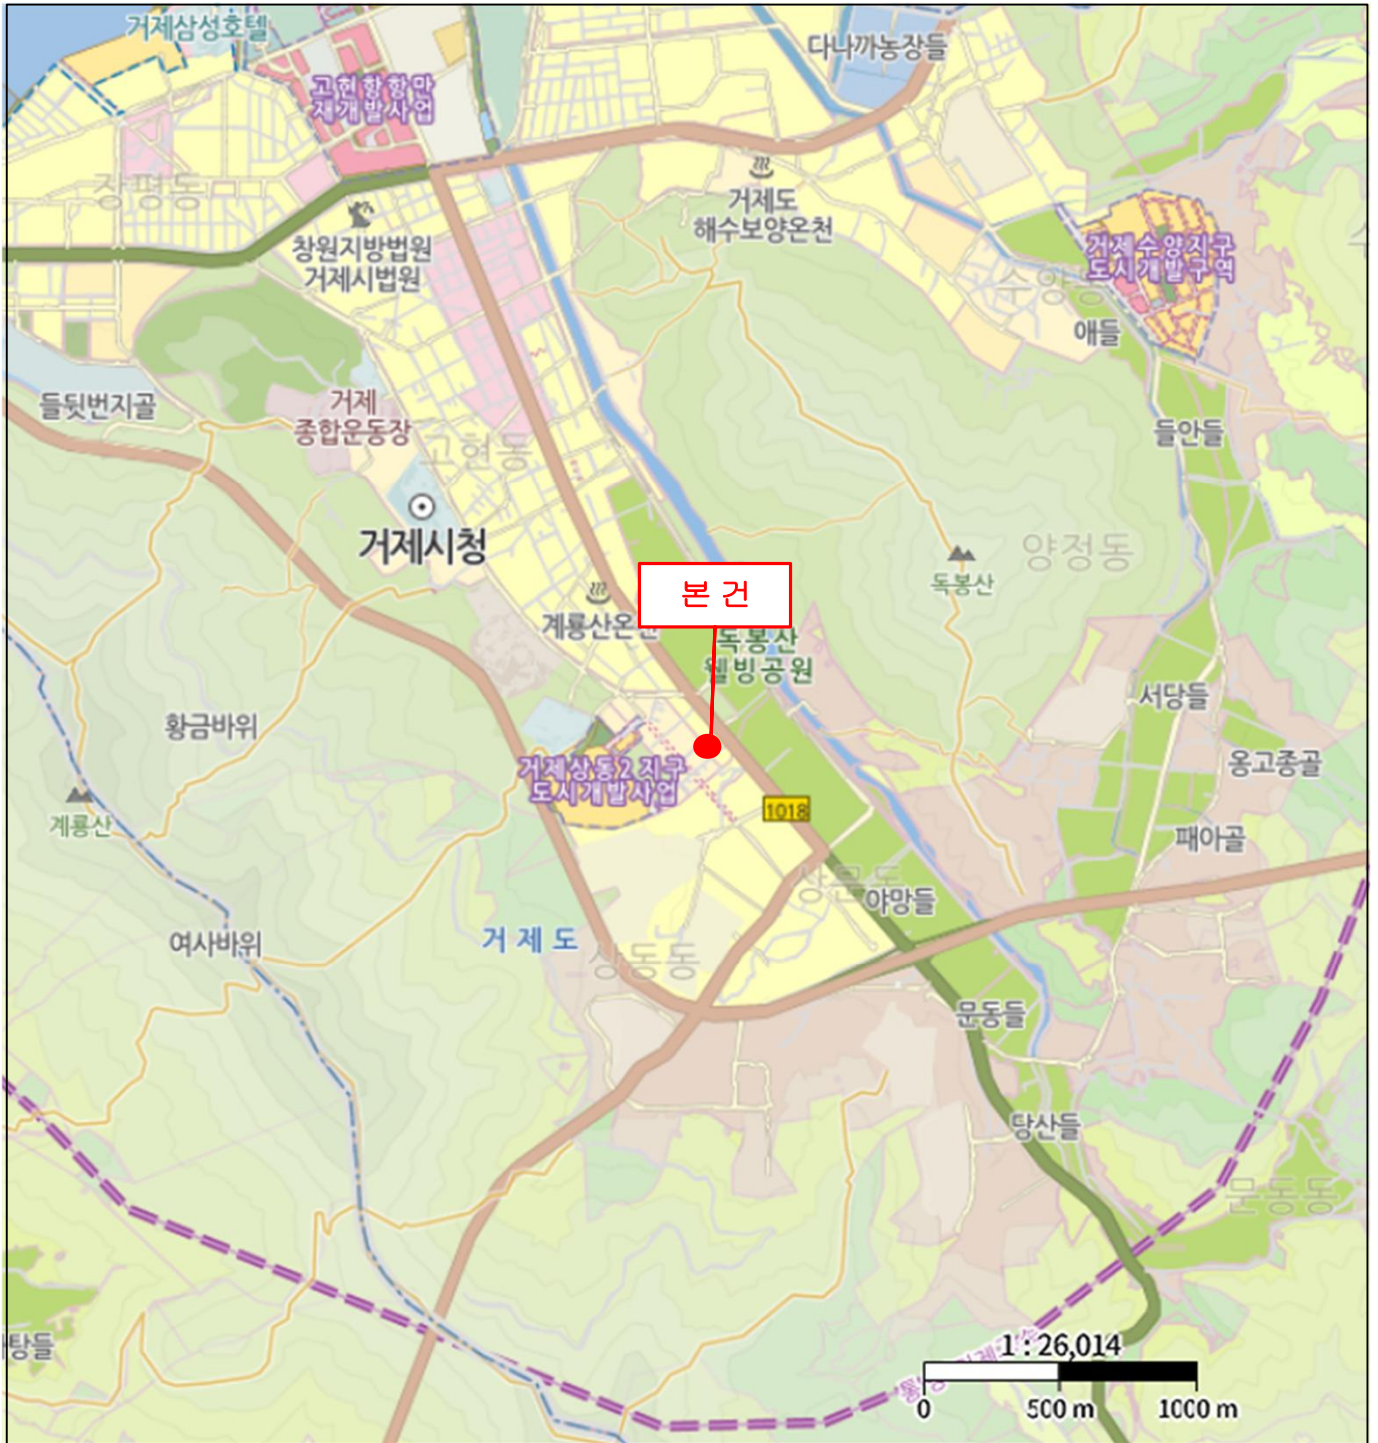 거제삼성호텔
다나까농장들
고현항항만
재개발사업
장평동
거제도
해수보양온천
창원지방법원
거제시법원
거제수양지구
도시개발구역
수양동
애들
들뒷번지골
거제
종합운동장
고현동
들안들
거제시청
양정동
독봉산
본 건
계룡산온천
독봉산
웰빙공원
서당들
황금바위
옹고종골
거제상동2지구
도시개발사업
1018
계룡산
패아골
상문동
야망들
여사바위
거 제 도
상동동
문동들
당산들
문동동
탕들
1 : 26,014
0
500 m
1000 m